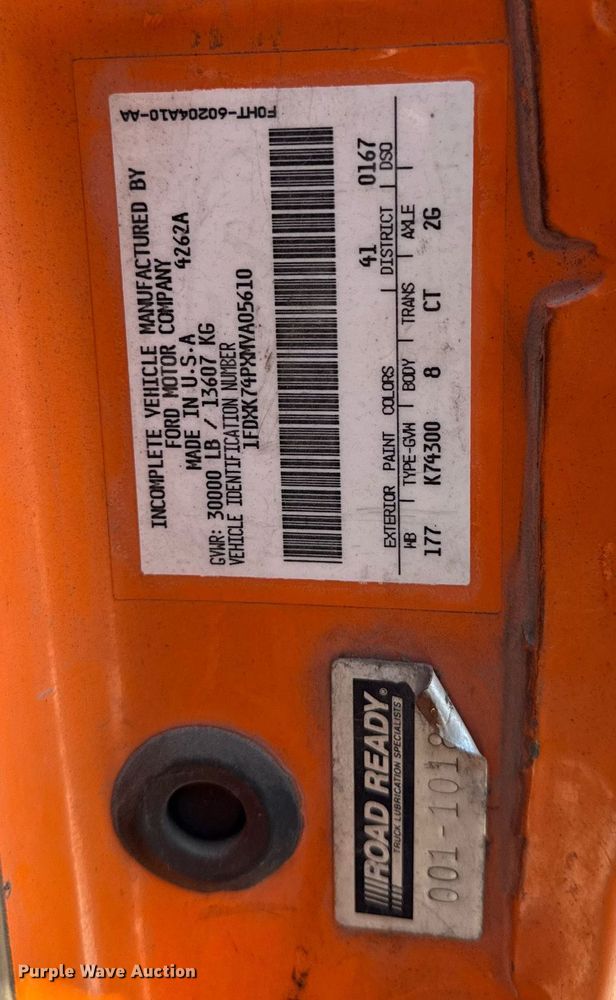 F0HT-60204A10-AA
INCOMPLETE VEHICLE MANUFACTURED BY
FORD MOTOR COMPANY
MADE IN U.S.A 4262A
GVWR: 30000 LB / 13607 KG
VEHICLE IDENTIFICATION NUMBER
1FDXK74PXMVA05610
41 0167
EXTERIOR PAINT COLORS DISTRICT DSO
WB TYPE-GVW BODY TRANS AXLE
177 K74300 8 CT 2G
ROAD READY®
TRUCK LUBRICATION SPECIALISTS
001-1018
Purple Wave Auction